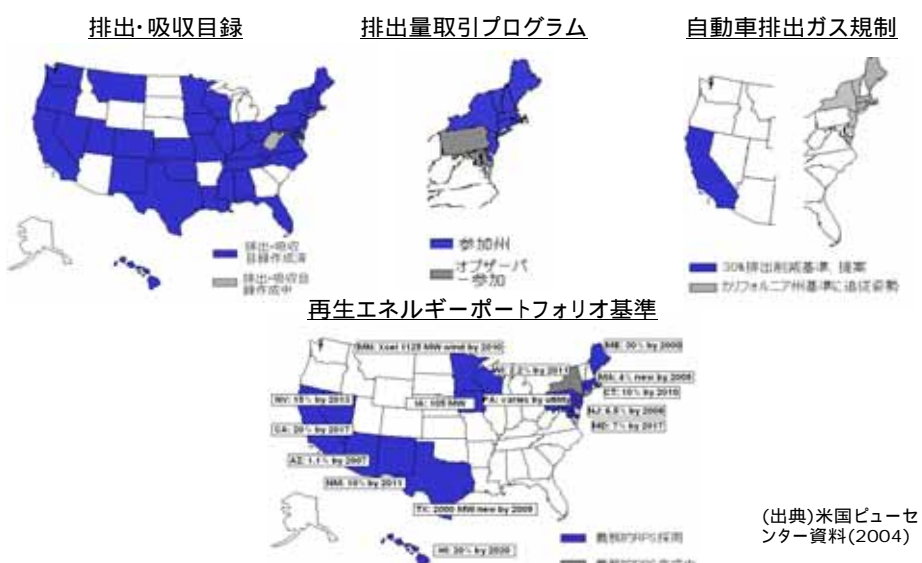 排出・吸収目録
排出量取引プログラム
自動車排出ガス規制
排出・吸収
目録作成済
排出・吸収目
録作成中
参加州
オブザーバ
ー参加
30%排出削減基準、提案
カリフォルニア州基準に追従姿勢
再生エネルギーポートフォリオ基準
MN: Xcel 1125 MW wind by 2010
ME: 30% by 2000
WI: 2.2% by 2011
MA: 4% new by 2009
NV: 15% by 2013
IA: 105 MW
PA: varies by utility
CT: 10% by 2010
NJ: 6.5% by 2008
CA: 20% by 2017
MD: 7% by 2017
AZ: 1.1% by 2007
NM: 10% by 2011
TX: 2000 MW new by 2009
HI: 20% by 2020
義務的RPS採用
(出典)米国ピューセ
ンター資料(2004)